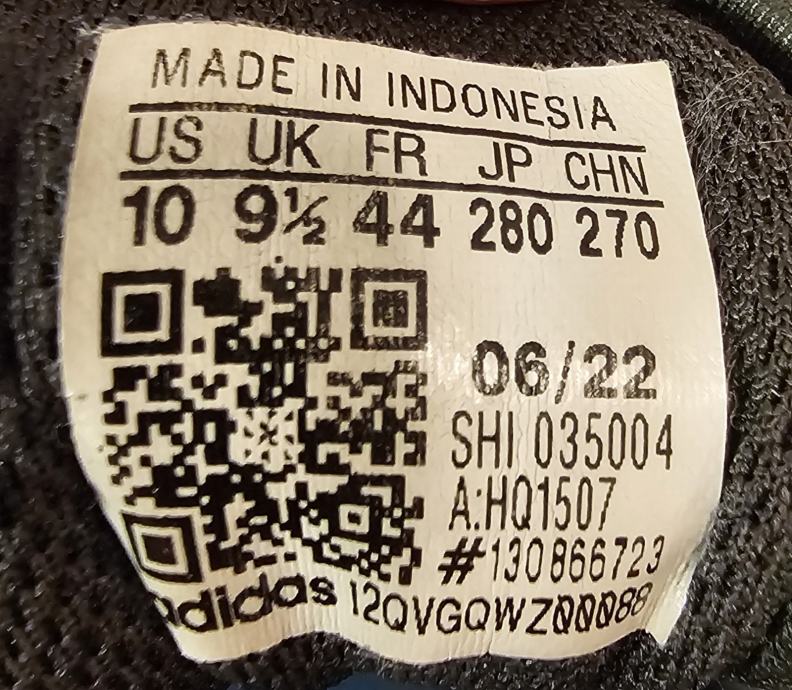 MADE IN INDONESIA
US UK FR JP CHN
10 9½ 44 280 270
06/22
SHI 035004
A:HQ1507
#130866723
adidas 12QVGQWZ00088